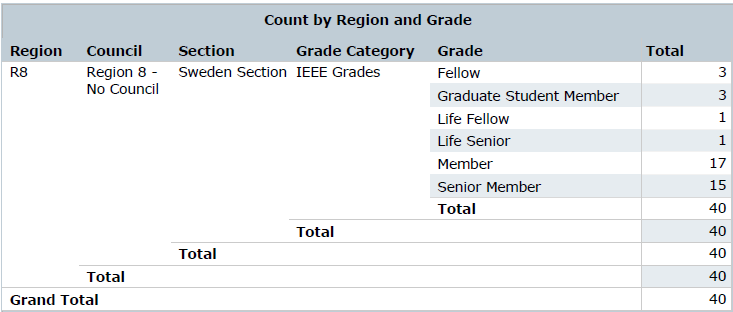 Count by Region and Grade
Region Council Section Grade Category Grade Total
R8 Region 8 - Sweden Section IEEE Grades Fellow 3
No Council
Graduate Student Member 3
Life Fellow 1
Life Senior 1
Member 17
Senior Member 15
Total 40
Total 40
Total 40
Total 40
Grand Total 40